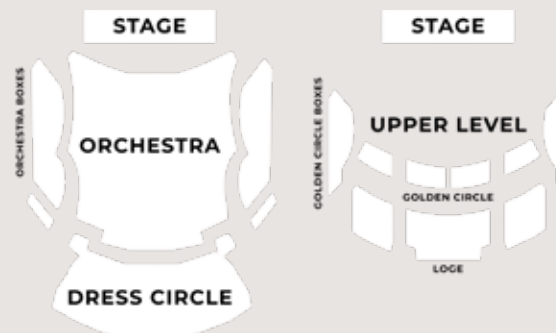 STAGE
ORCHESTRA BOXES
ORCHESTRA
DRESS CIRCLE
STAGE
GOLDEN CIRCLE BOXES
UPPER LEVEL
GOLDEN CIRCLE
LOGE